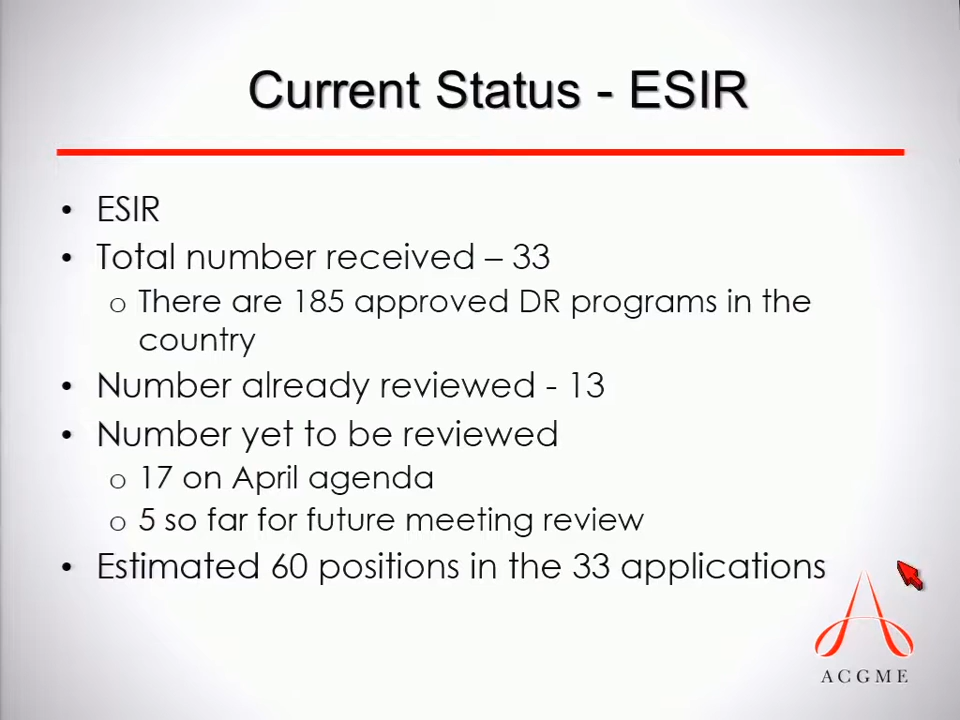 Current Status - ESIR
• ESIR
• Total number received – 33
o There are 185 approved DR programs in the
country
• Number already reviewed - 13
• Number yet to be reviewed
o 17 on April agenda
o 5 so far for future meeting review
• Estimated 60 positions in the 33 applications
ACGME